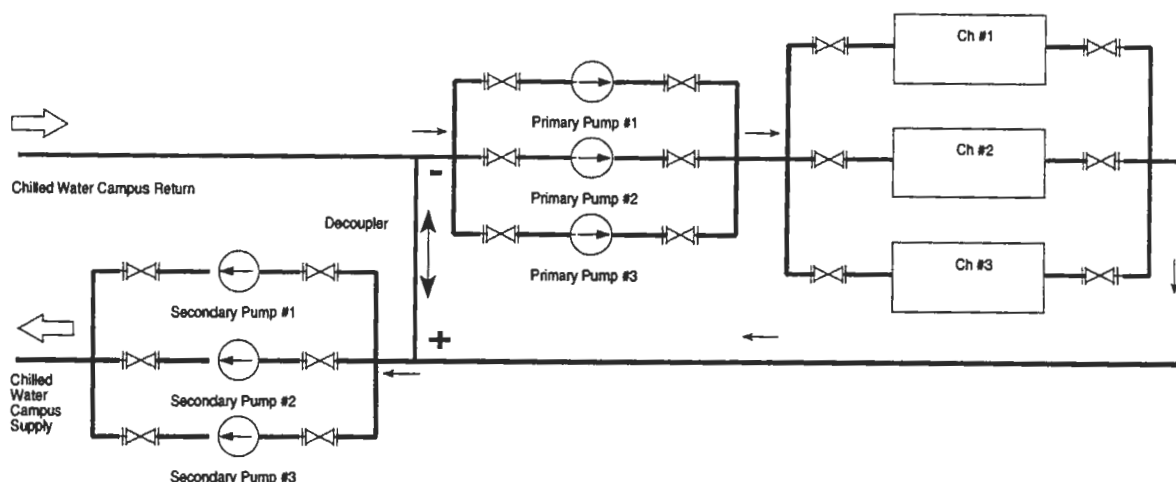 Ch #1
Primary Pump #1
Ch #2
Chilled Water Campus Return
-
Primary Pump #2
Decoupler
Ch #3
Primary Pump #3
Secondary Pump #1
+
Chilled
Water
Campus
Supply
Secondary Pump #2
Secondary Pump #3